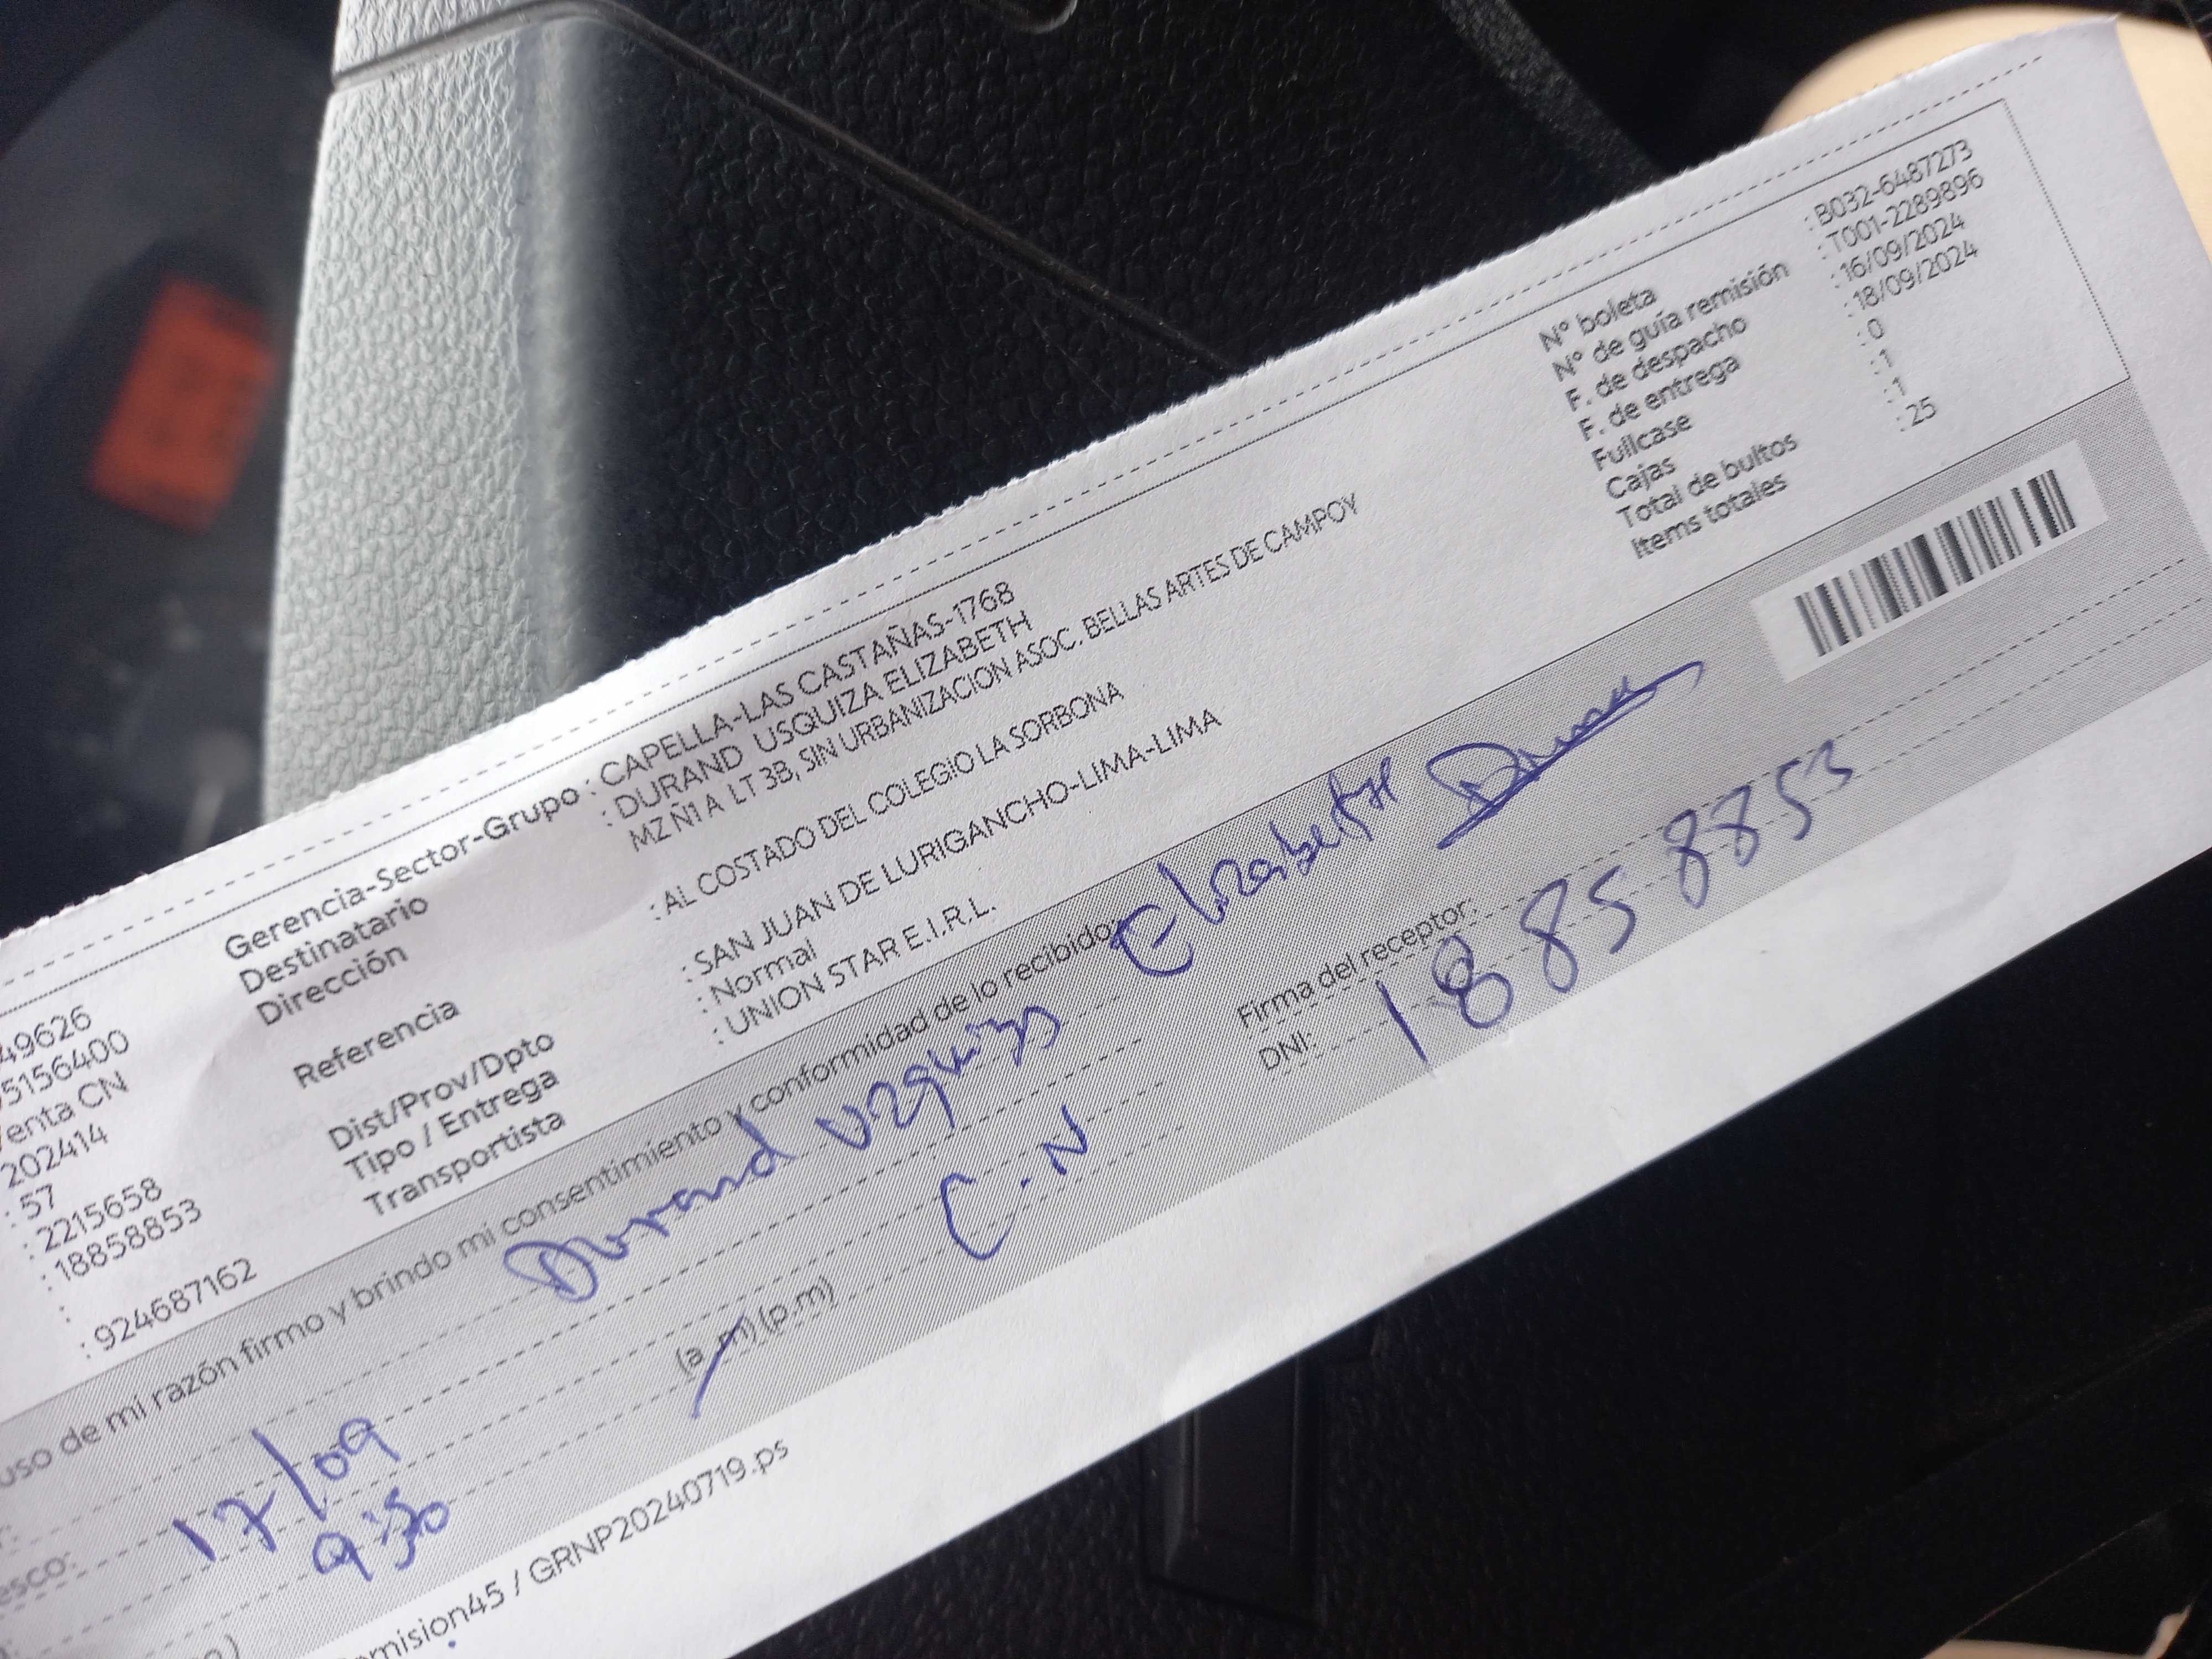 49626
5156400
enta CN
202414
: 57
: 2215658
: 18858853
:
: 924687162
Gerencia-Sector-Grupo : CAPELLA-LAS CASTAÑAS-1768
Destinatario : DURAND USQUIZA ELIZABETH
Dirección MZ Ñ1 A LT 3B, SIN URBANIZACION ASOC. BELLAS ARTES DE CAMPOY
Referencia : AL COSTADO DEL COLEGIO LA SORBONA
Dist/Prov/Dpto : SAN JUAN DE LURIGANCHO-LIMA-LIMA
Tipo / Entrega : Normal
Transportista : UNION STAR E.I.R.L.
N° boleta : B032-6487273
N° de guía remisión : T001-2289896
F. de despacho : 16/09/2024
F. de entrega : 18/09/2024
Fullcase : 0
Cajas : 1
Total de bultos : 1
Items totales : 25
uso de mi razón firmo y brindo mi consentimiento y conformidad de lo recibido:
Durand Uzquiza Elizabeth
C.N
Firma del receptor:
DNI: 18858853
esco:
17/09
9:30 (a.m) (p.m)
emision45 / GRNP20240719.ps